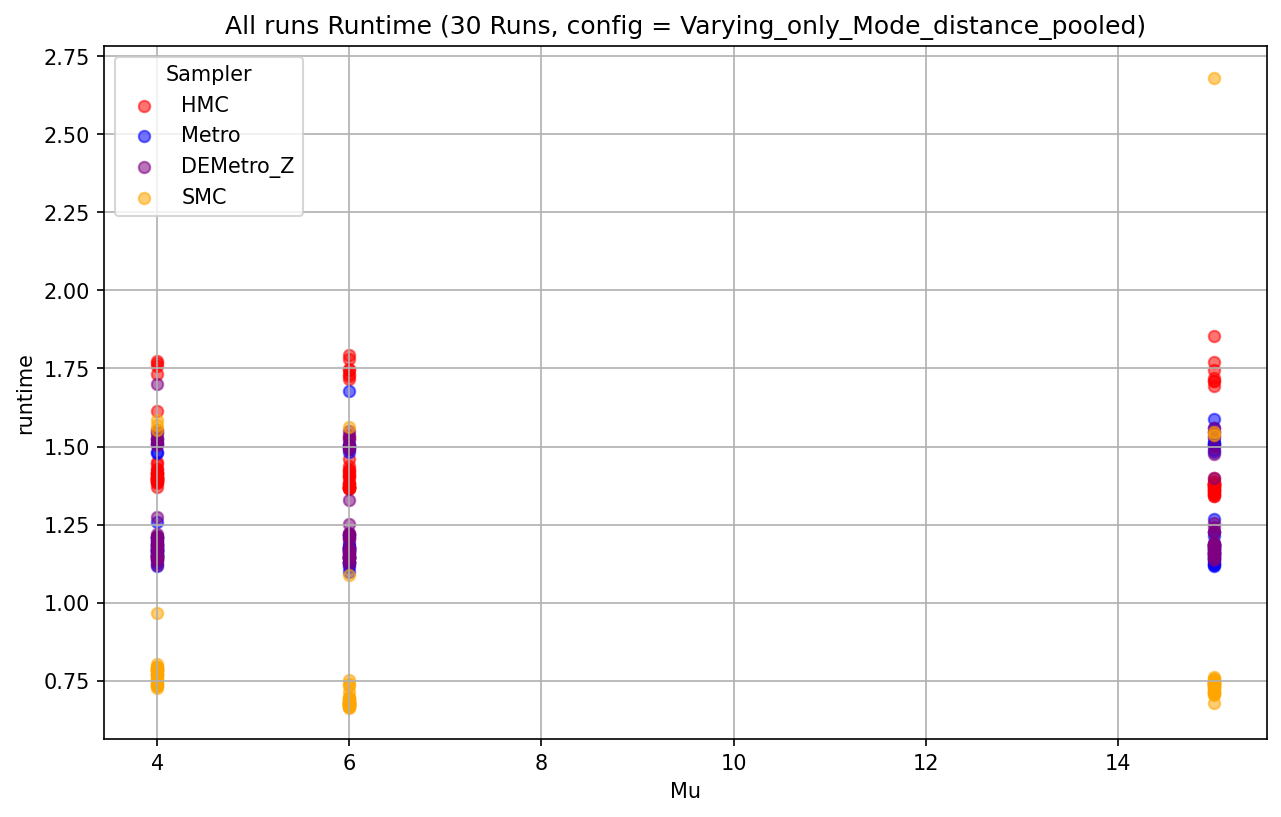 All runs Runtime (30 Runs, config = Varying_only_Mode_distance_pooled)
Sampler
HMC
Metro
DEMetro_Z
SMC
2.75
2.50
2.25
2.00
1.75
1.50
1.25
1.00
0.75
runtime
4 6 8 10 12 14
Mu